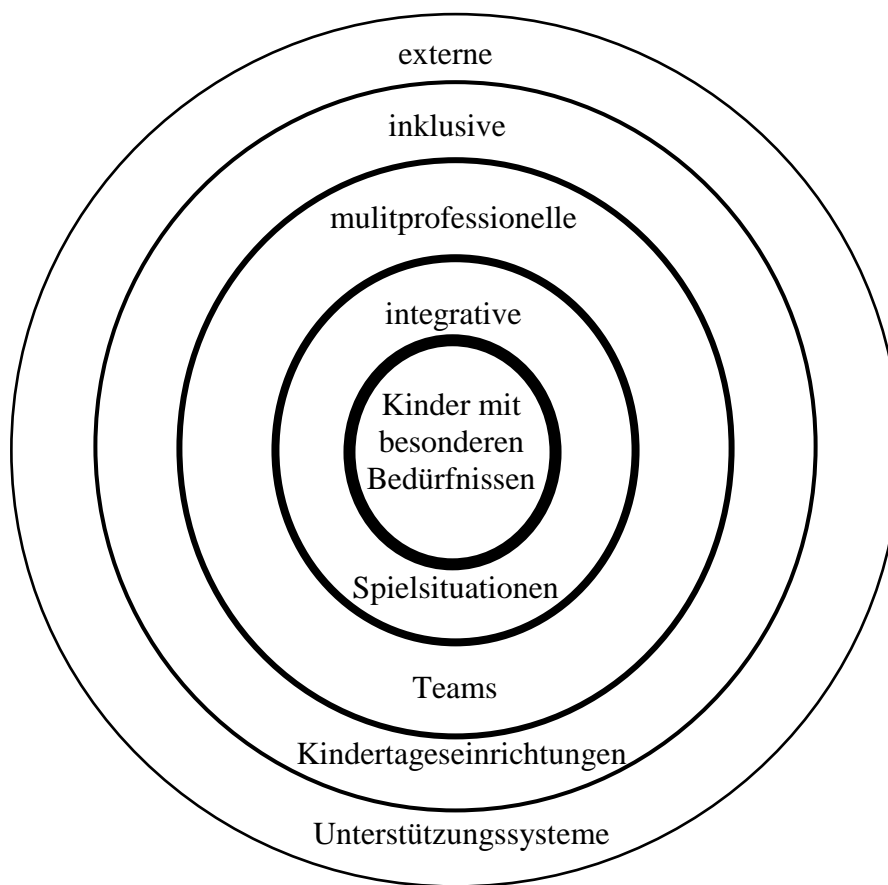 externe
inklusive
mulitprofessionelle
integrative
Kinder mit
besonderen
Bedürfnissen
Spielsituationen
Teams
Kindertageseinrichtungen
Unterstützungssysteme